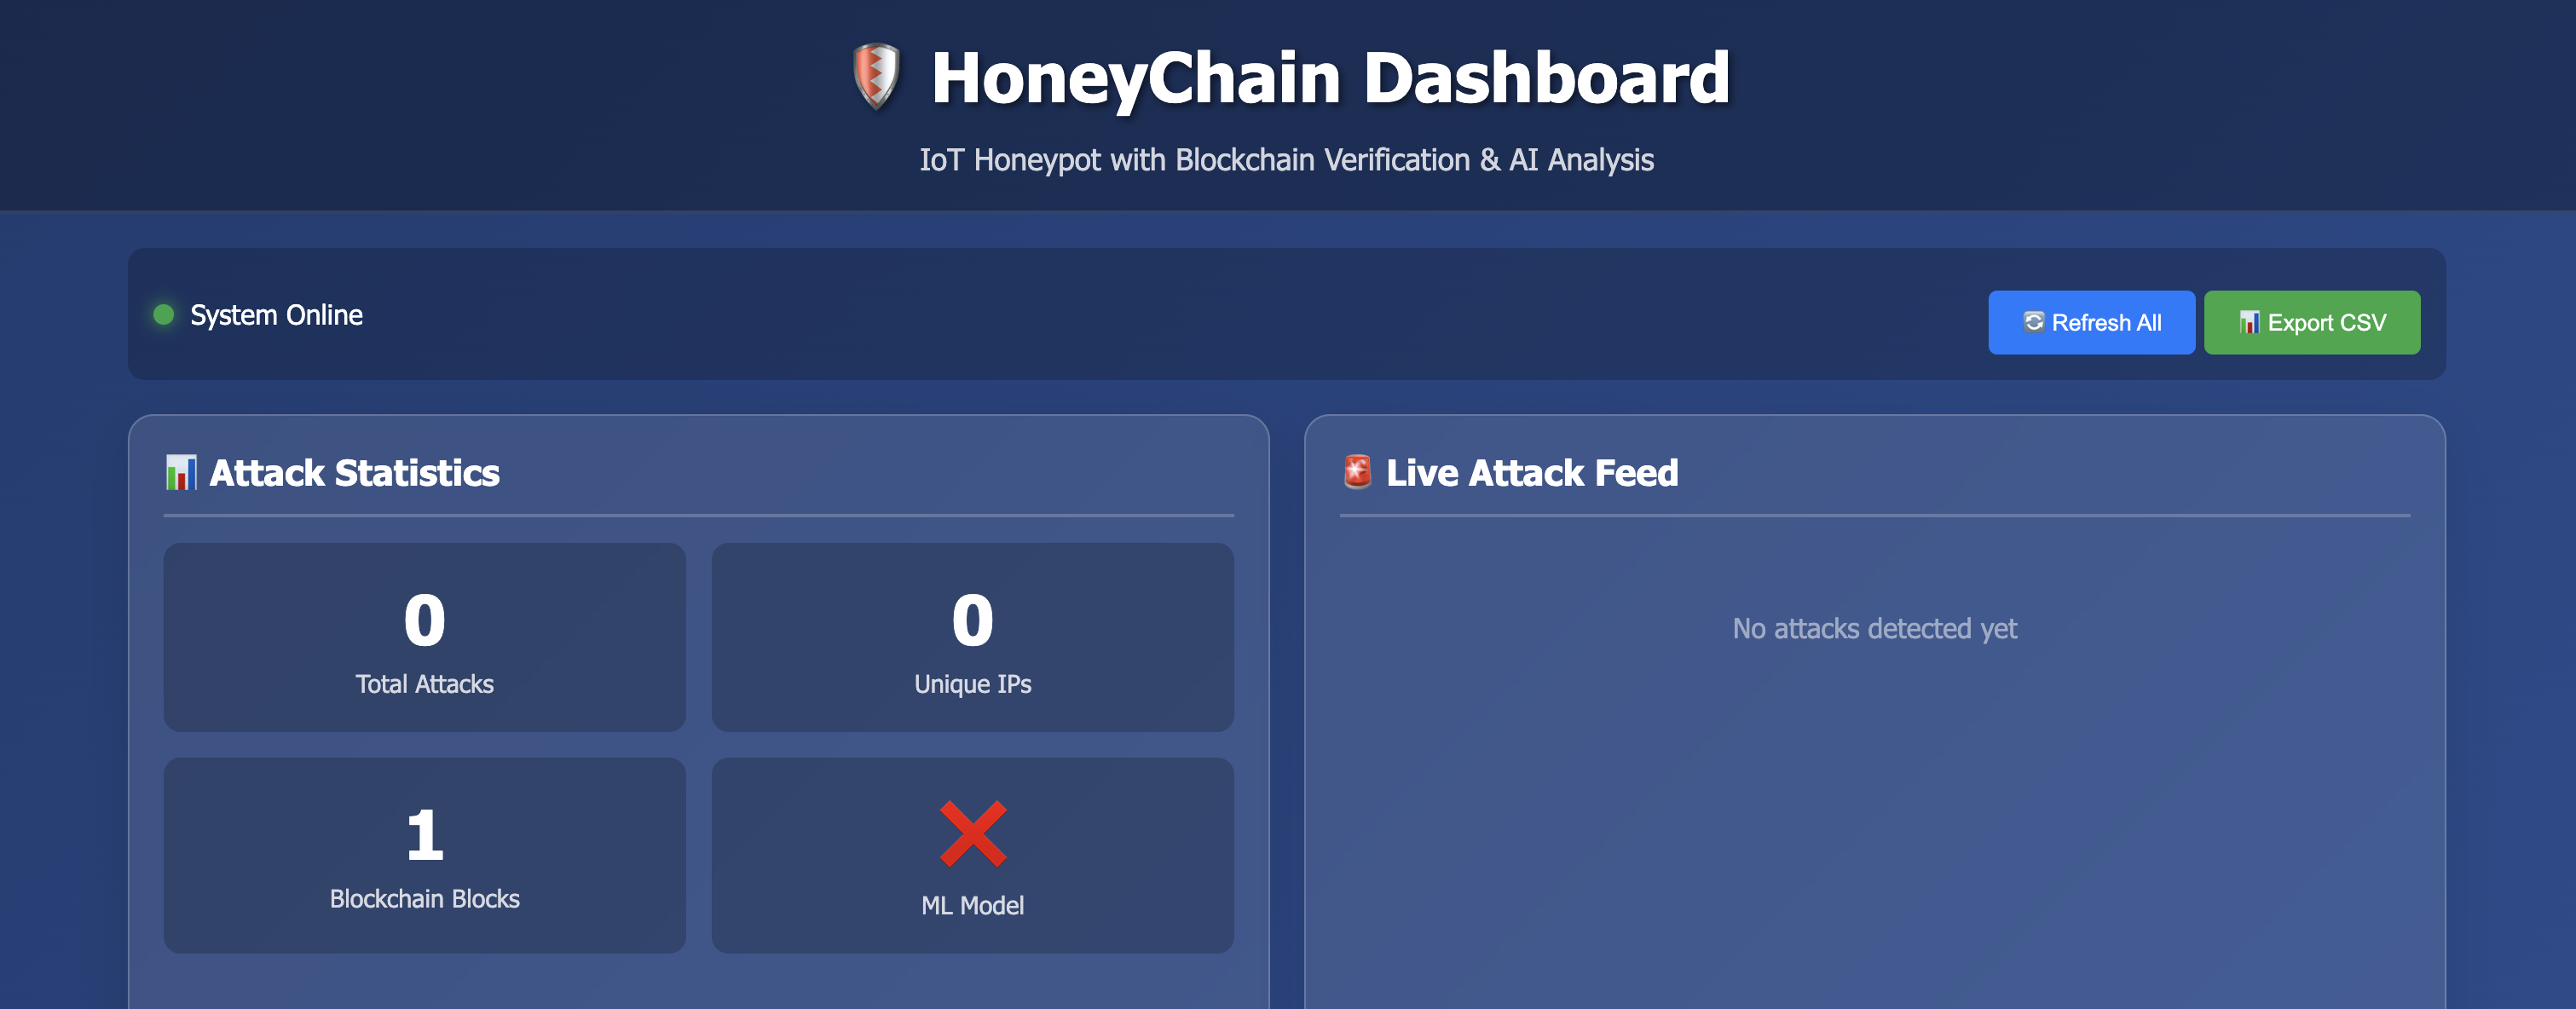 HoneyChain Dashboard
IoT Honeypot with Blockchain Verification & AI Analysis
System Online
Refresh All
Export CSV
Attack Statistics
0
Total Attacks
0
Unique IPs
1
Blockchain Blocks
ML Model
Live Attack Feed
No attacks detected yet